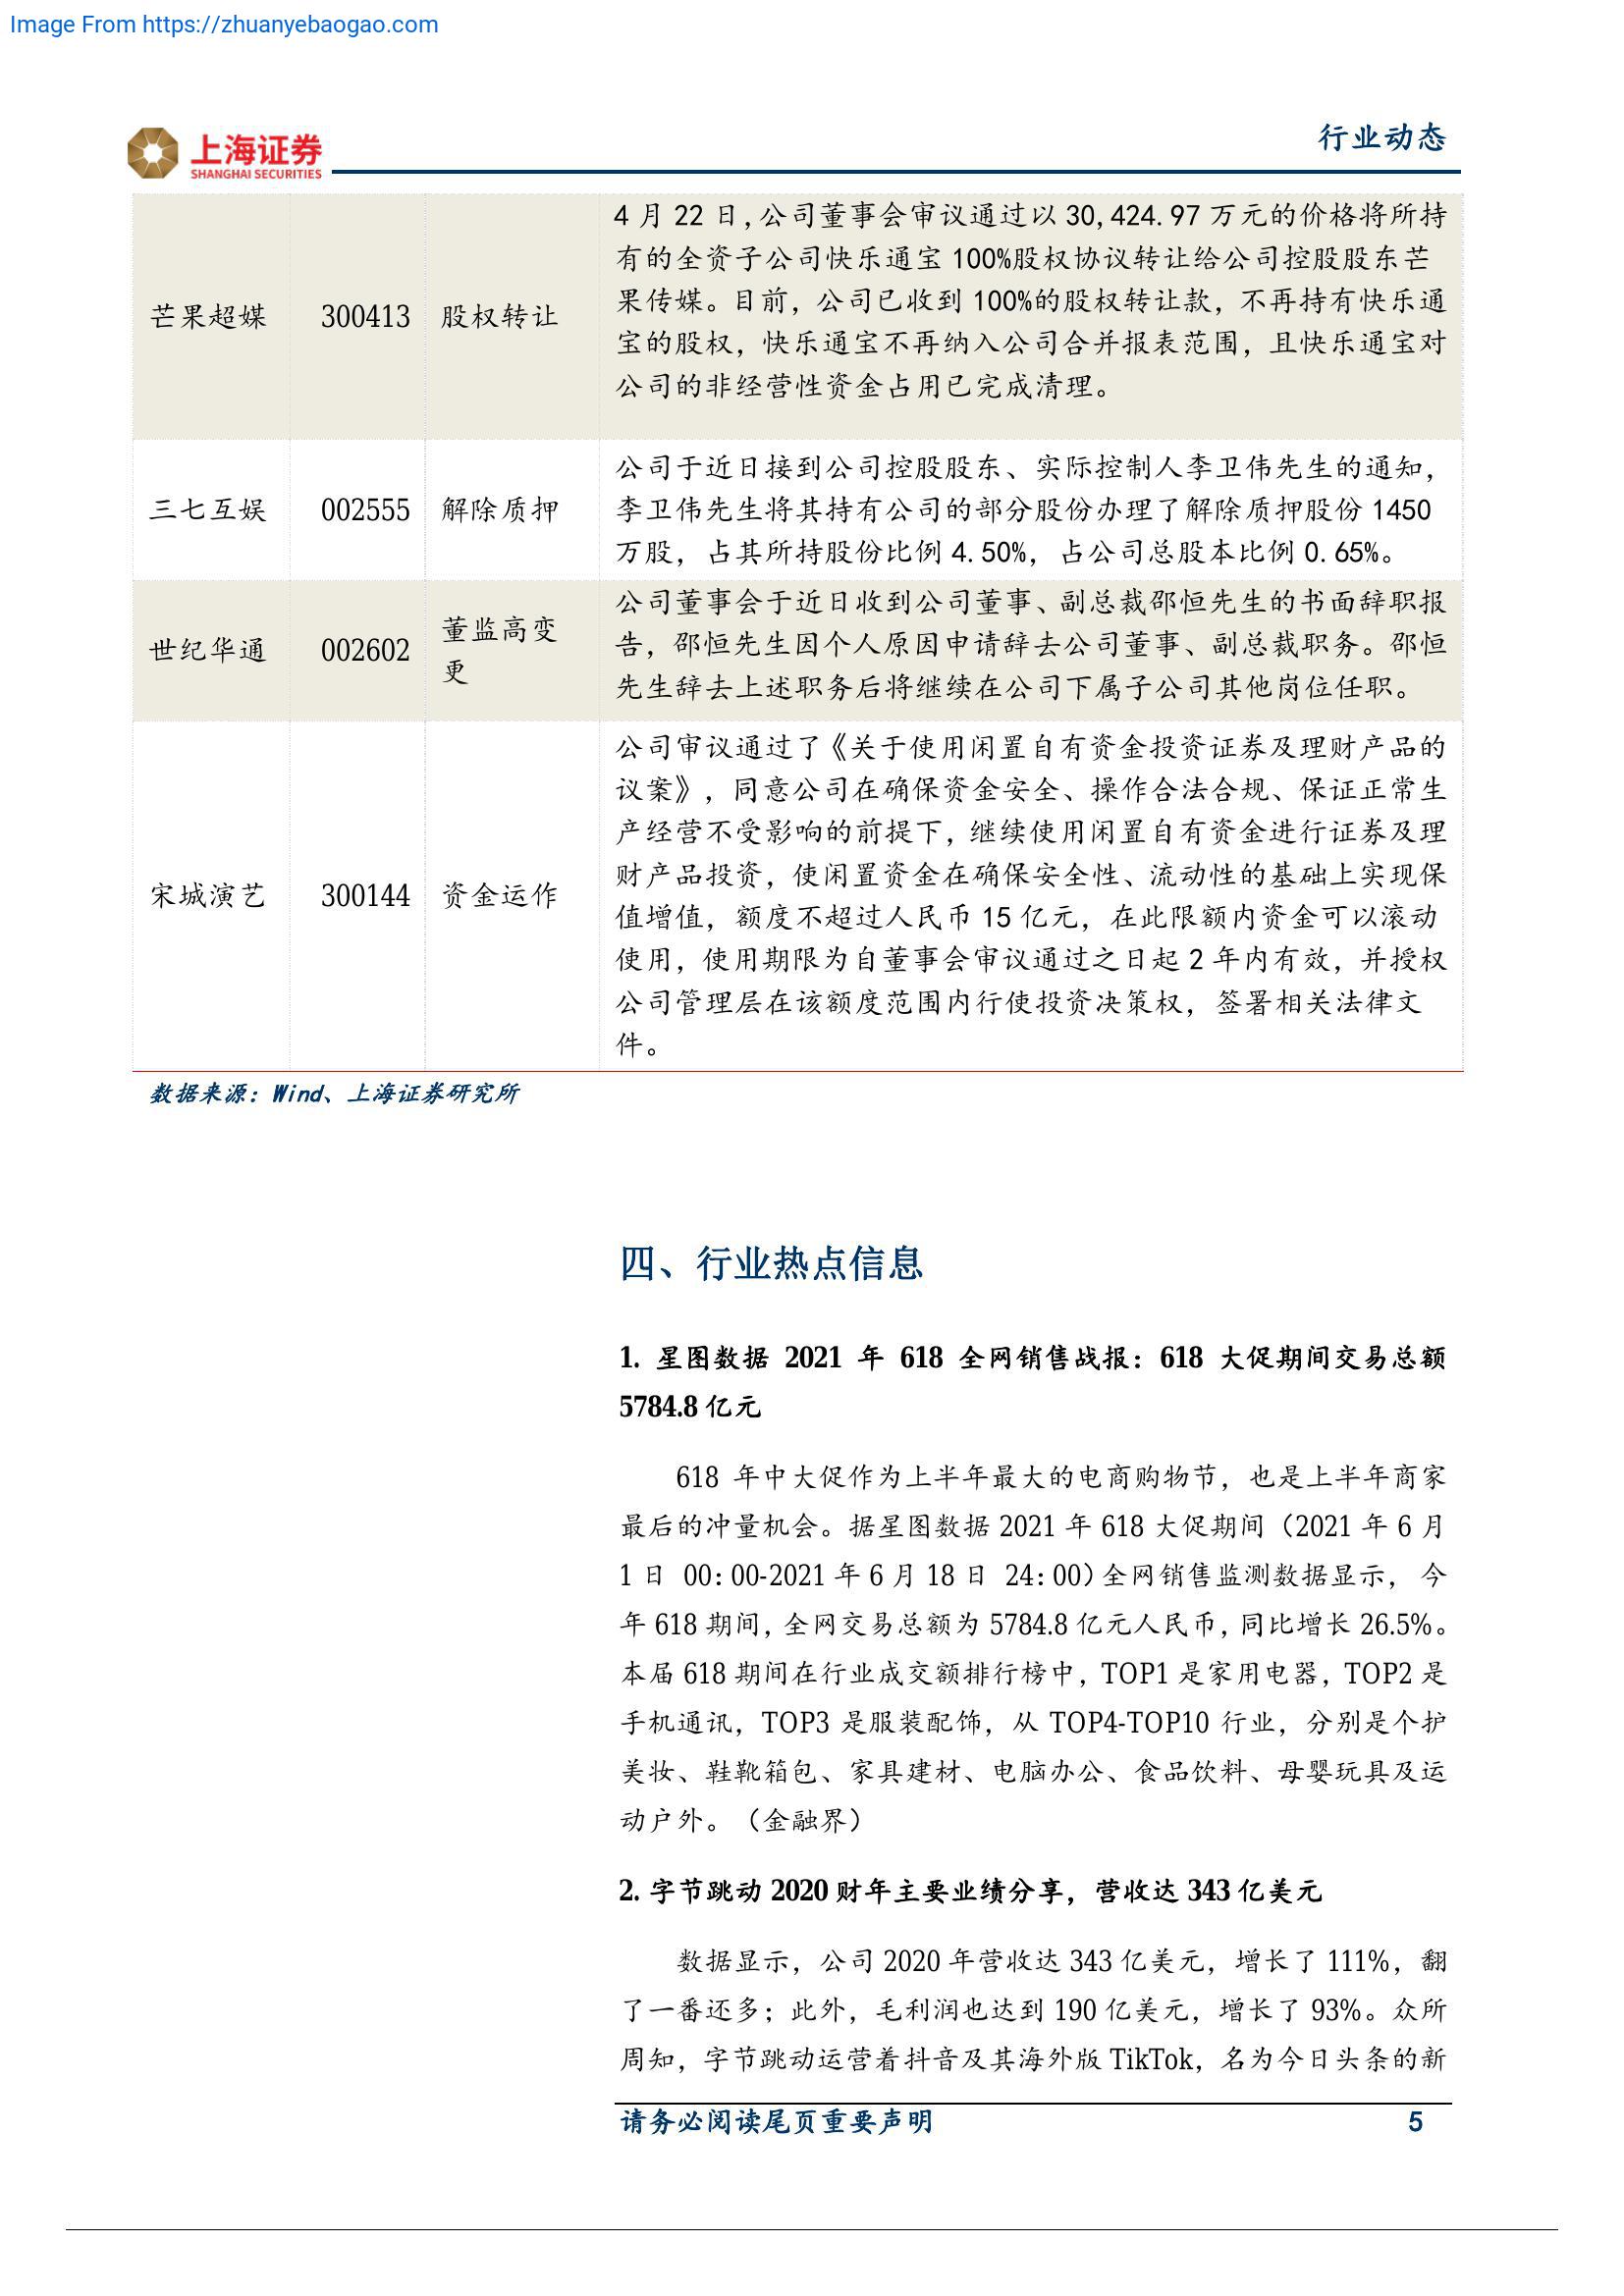 Image From https://zhuanyebaogao.com
上海证券
SHANGHAI SECURITIES
行业动态
芒果超媒 300413 股权转让
4 月 22 日,公司董事会审议通过以 30,424.97 万元的价格将所持
有的全资子公司快乐通宝 100%股权协议转让给公司控股股东芒
果传媒。目前，公司已收到 100%的股权转让款，不再持有快乐通
宝的股权，快乐通宝不再纳入公司合并报表范围，且快乐通宝对
公司的非经营性资金占用已完成清理。
三七互娱 002555 解除质押
公司于近日接到公司控股股东、实际控制人李卫伟先生的通知，
李卫伟先生将其持有公司的部分股份办理了解除质押股份 1450
万股，占其所持股份比例 4.50%，占公司总股本比例 0.65%。
世纪华通 002602 董监高变
更
公司董事会于近日收到公司董事、副总裁邵恒先生的书面辞职报
告，邵恒先生因个人原因申请辞去公司董事、副总裁职务。邵恒
先生辞去上述职务后将继续在公司下属子公司其他岗位任职。
宋城演艺 300144 资金运作
公司审议通过了《关于使用闲置自有资金投资证券及理财产品的
议案》，同意公司在确保资金安全、操作合法合规、保证正常生
产经营不受影响的前提下，继续使用闲置自有资金进行证券及理
财产品投资，使闲置资金在确保安全性、流动性的基础上实现保
值增值，额度不超过人民币 15 亿元，在此限额内资金可以滚动
使用，使用期限为自董事会审议通过之日起 2 年内有效，并授权
公司管理层在该额度范围内行使投资决策权，签署相关法律文
件。
数据来源：Wind、上海证券研究所
四、行业热点信息
1. 星图数据 2021 年 618 全网销售战报：618 大促期间交易总额
5784.8 亿元
618 年中大促作为上半年最大的电商购物节，也是上半年商家
最后的冲量机会。据星图数据 2021 年 618 大促期间（2021 年 6 月
1 日 00：00-2021 年 6 月 18 日 24：00）全网销售监测数据显示，今
年 618 期间，全网交易总额为 5784.8 亿元人民币，同比增长 26.5%。
本届 618 期间在行业成交额排行榜中，TOP1 是家用电器，TOP2 是
手机通讯，TOP3 是服装配饰，从 TOP4-TOP10 行业，分别是个护
美妆、鞋靴箱包、家具建材、电脑办公、食品饮料、母婴玩具及运
动户外。（金融界）
2. 字节跳动 2020 财年主要业绩分享，营收达 343 亿美元
数据显示，公司 2020 年营收达 343 亿美元，增长了 111%，翻
了一番还多；此外，毛利润也达到 190 亿美元，增长了 93%。众所
周知，字节跳动运营着抖音及其海外版 TikTok，名为今日头条的新
请务必阅读尾页重要声明 5